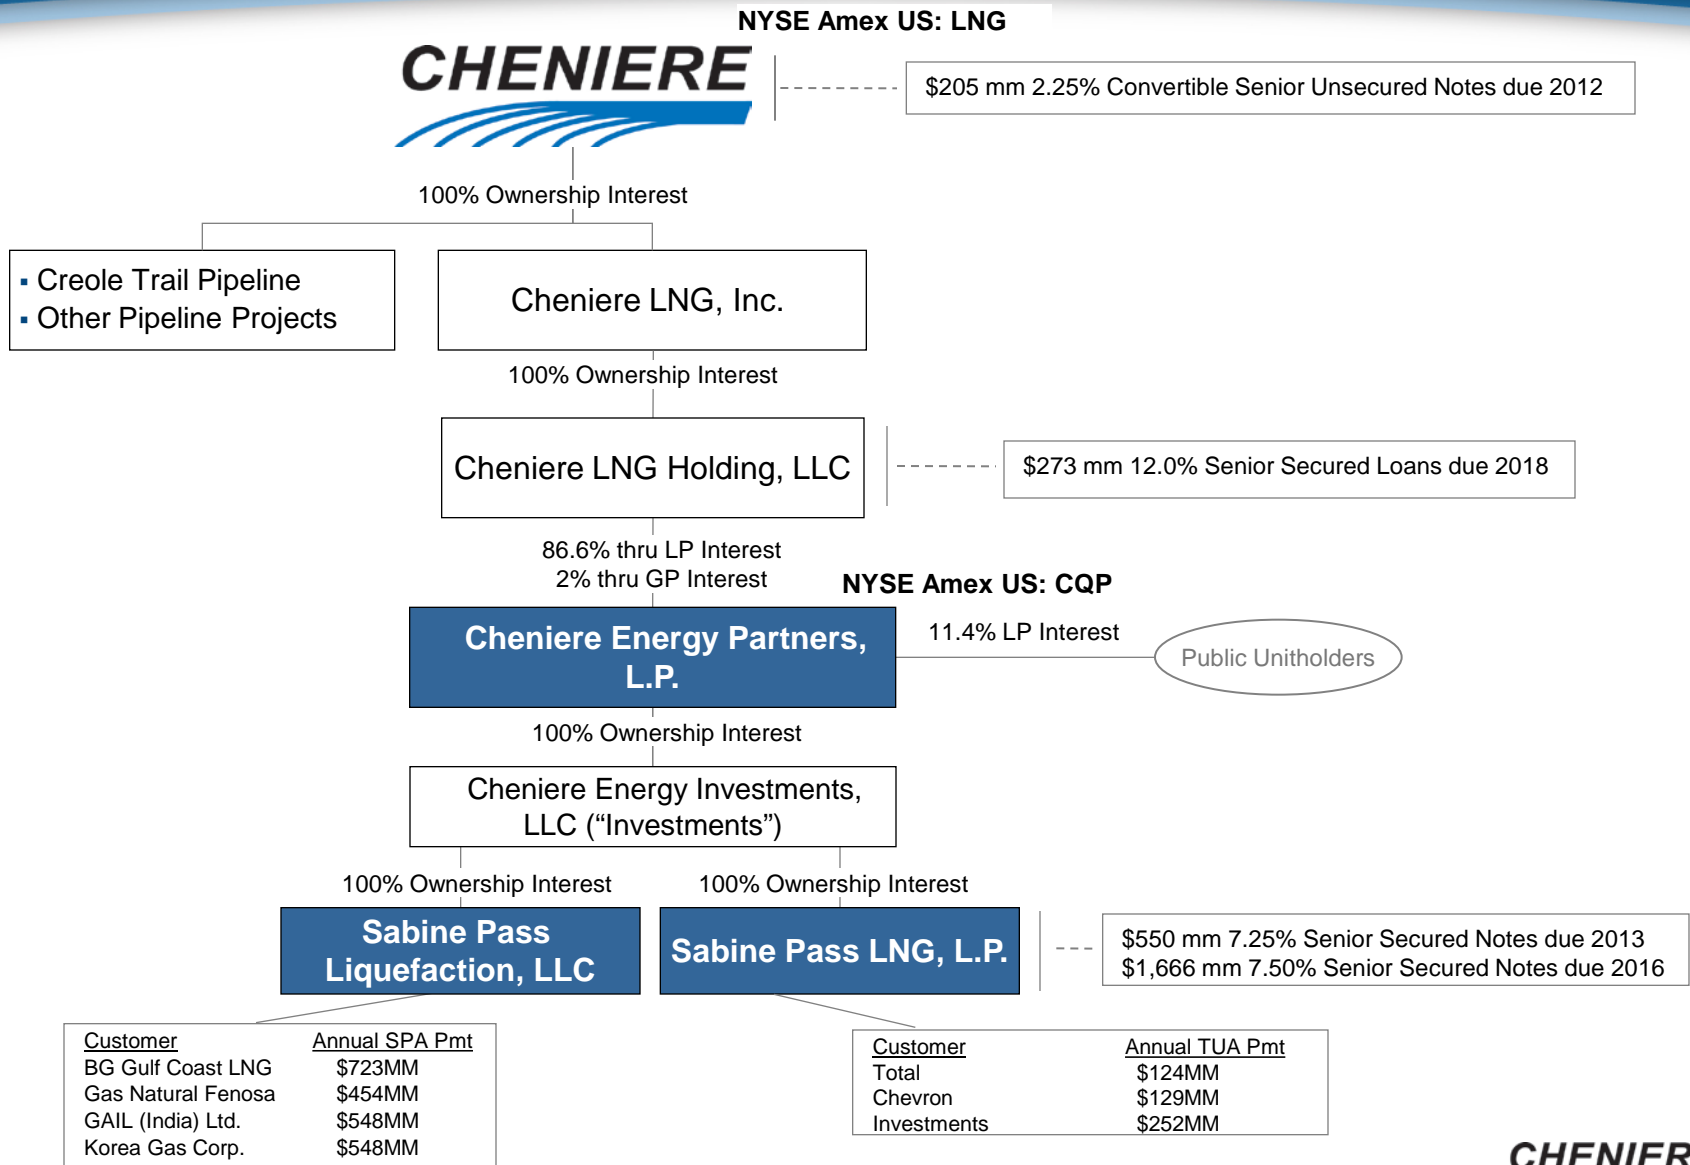 NYSE Amex US: LNG
CHENIERE
$205 mm 2.25% Convertible Senior Unsecured Notes due 2012
100% Ownership Interest
▪ Creole Trail Pipeline
▪ Other Pipeline Projects
Cheniere LNG, Inc.
100% Ownership Interest
Cheniere LNG Holding, LLC
$273 mm 12.0% Senior Secured Loans due 2018
86.6% thru LP Interest
2% thru GP Interest
NYSE Amex US: CQP
Cheniere Energy Partners,
L.P.
11.4% LP Interest
Public Unitholders
100% Ownership Interest
Cheniere Energy Investments,
LLC (“Investments”)
100% Ownership Interest
100% Ownership Interest
Sabine Pass
Liquefaction, LLC
Sabine Pass LNG, L.P.
$550 mm 7.25% Senior Secured Notes due 2013
$1,666 mm 7.50% Senior Secured Notes due 2016
Customer Annual SPA Pmt
BG Gulf Coast LNG $723MM
Gas Natural Fenosa $454MM
GAIL (India) Ltd. $548MM
Korea Gas Corp. $548MM
Customer Annual TUA Pmt
Total $124MM
Chevron $129MM
Investments $252MM
CHENIER